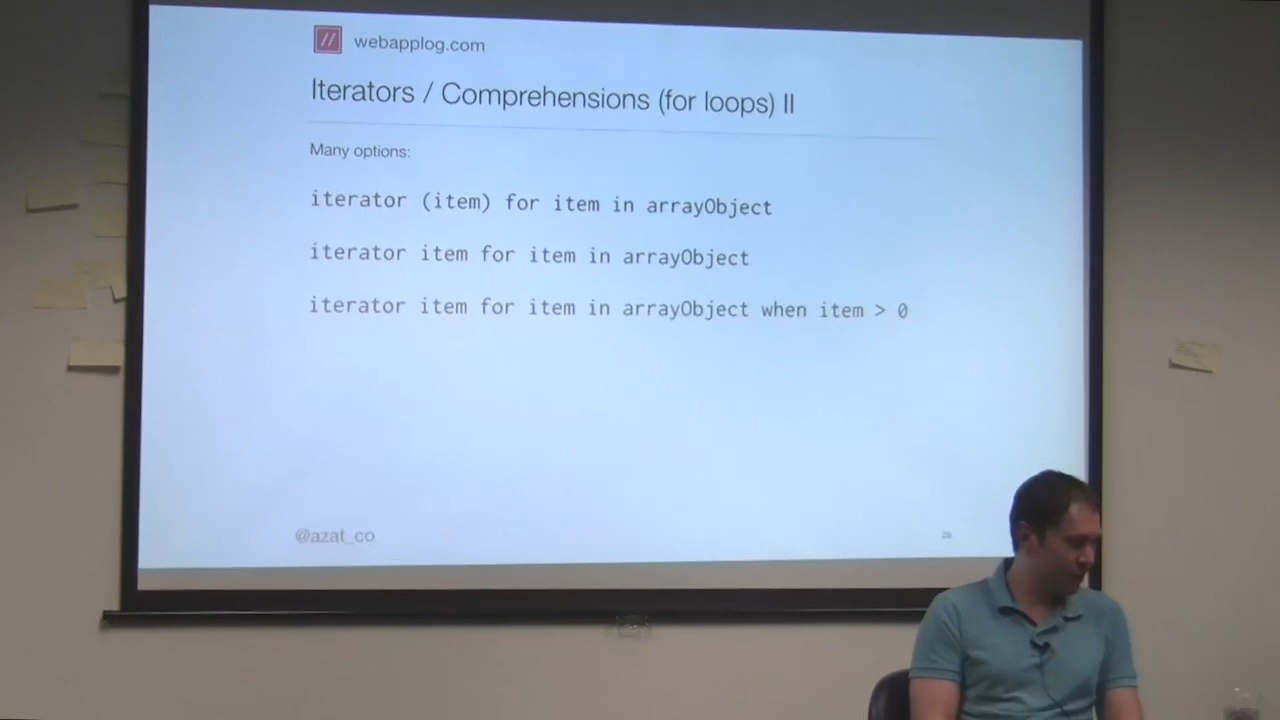 //
webapplog.com
Iterators / Comprehensions (for loops) II
Many options:
iterator (item) for item in arrayObject
iterator item for item in arrayObject
iterator item for item in arrayObject when item > 0
@azat_co